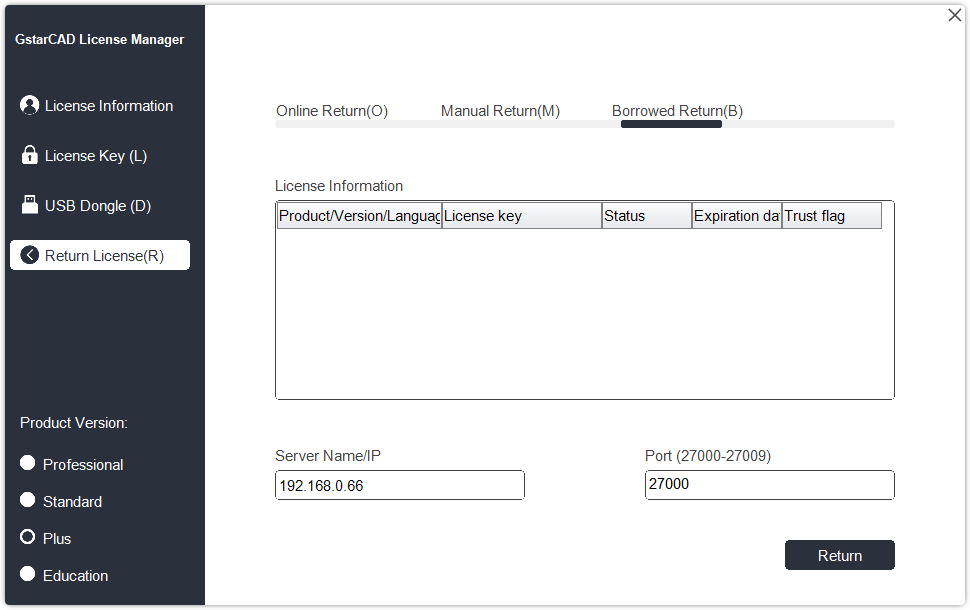 GstarCAD License Manager
License Information
License Key (L)
USB Dongle (D)
Return License(R)
Product Version:
Professional
Standard
Plus
Education
Online Return(O) Manual Return(M) Borrowed Return(B)
License Information
Product/Version/Languag License key Status Expiration da Trust flag
Server Name/IP Port (27000-27009)
192.168.0.66 27000
Return